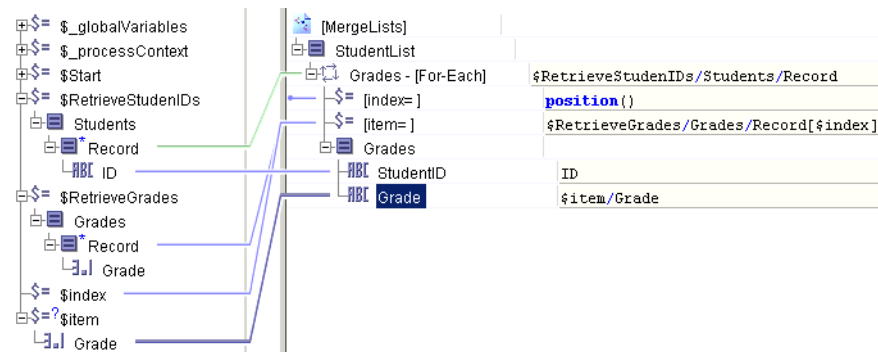 $_globalVariables
$_processContext
$Start
$RetrieveStudenIDs
Students
Record
ID
$RetrieveGrades
Grades
Record
Grade
$index
$item
Grade
[MergeLists]
StudentList
Grades - [For-Each] $RetrieveStudenIDs/Students/Record
[index= ] position()
[item= ] $RetrieveGrades/Grades/Record[$index]
Grades
StudentID ID
Grade $item/Grade